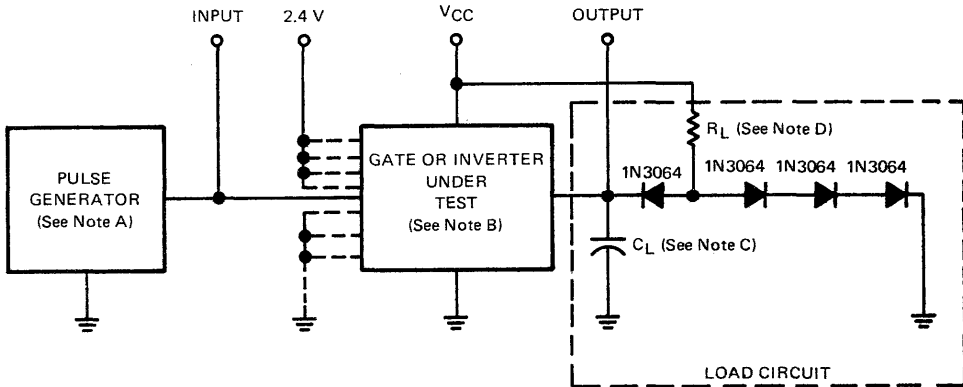 INPUT
2.4 V
VCC
OUTPUT
PULSE
GENERATOR
(See Note A)
GATE OR INVERTER
UNDER
TEST
(See Note B)
RL (See Note D)
1N3064
1N3064
1N3064
1N3064
CL (See Note C)
LOAD CIRCUIT